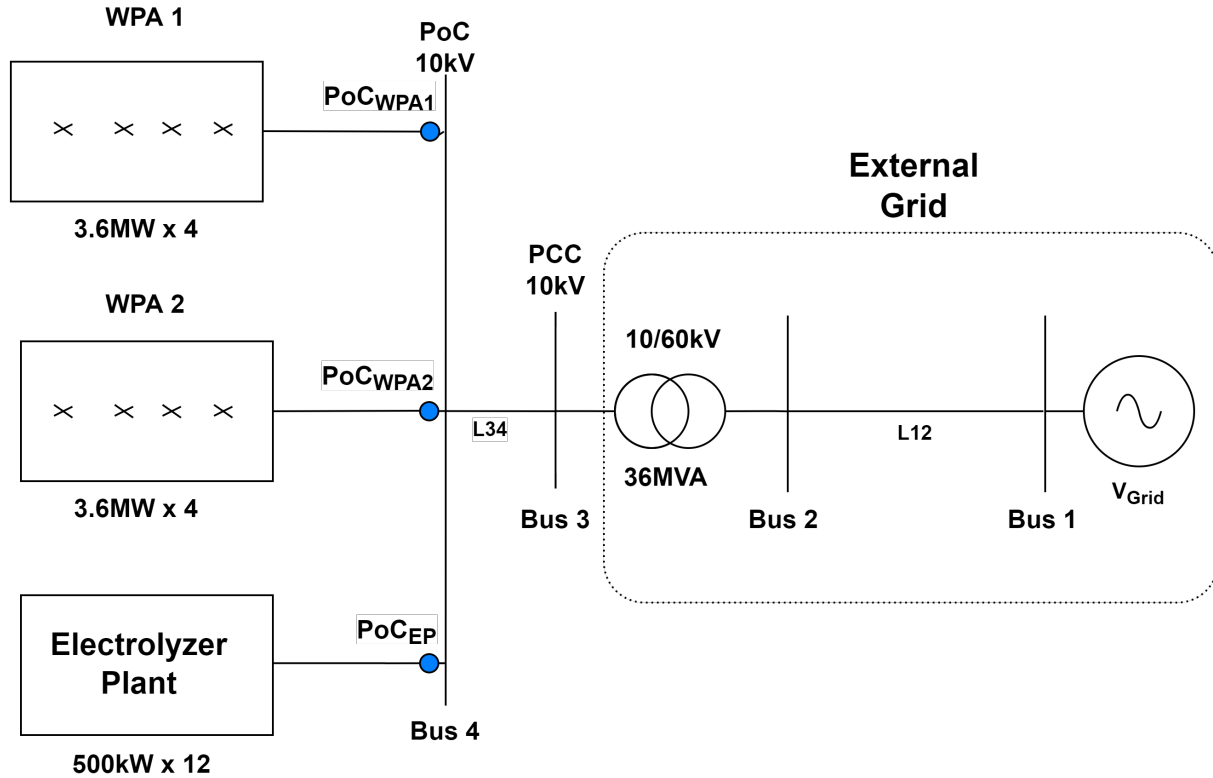 WPA 1
3.6MW x 4
WPA 2
3.6MW x 4
Electrolyzer
Plant
500kW x 12
PoC
10kV
PoCWPA1
PoCWPA2
PoCEP
Bus 4
L34
PCC
10kV
Bus 3
External
Grid
10/60kV
36MVA
Bus 2
L12
Bus 1
VGrid